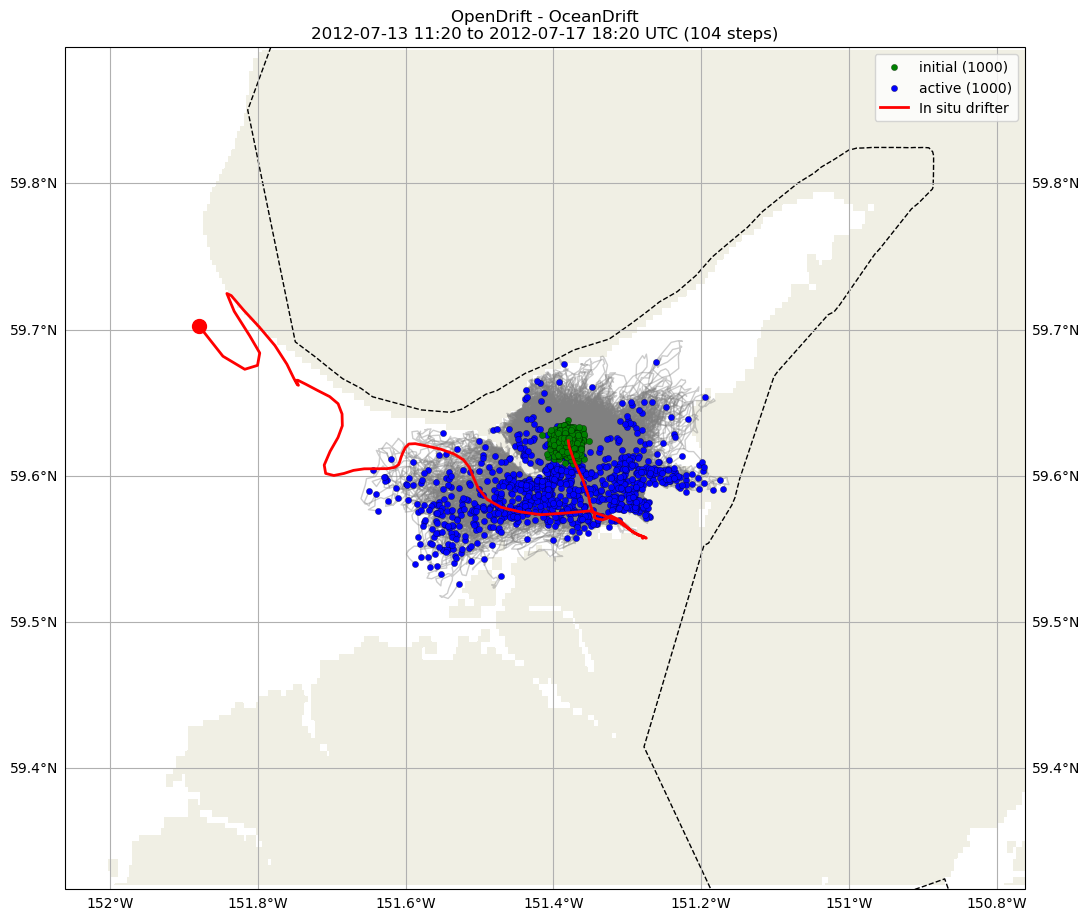 OpenDrift - OceanDrift
2012-07-13 11:20 to 2012-07-17 18:20 UTC (104 steps)
initial (1000)
active (1000)
In situ drifter
59.8°N
59.8°N
59.7°N
59.7°N
59.6°N
59.6°N
59.5°N
59.5°N
59.4°N
59.4°N
152°W
151.8°W
151.6°W
151.4°W
151.2°W
151°W
150.8°W